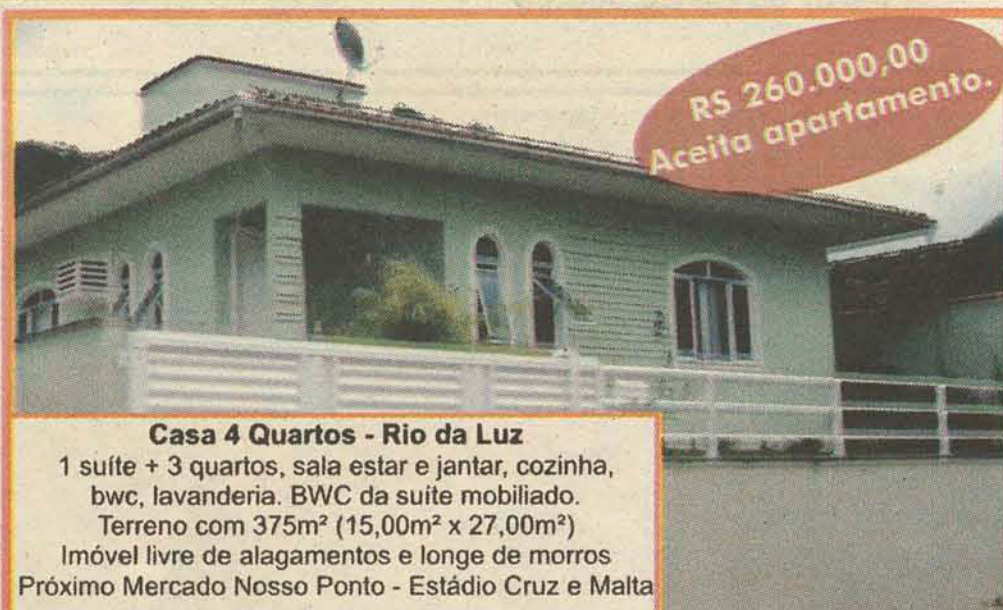 RS 260.000,00
Aceita apartamento.
Casa 4 Quartos - Rio da Luz
1 suíte + 3 quartos, sala estar e jantar, cozinha,
bwc, lavanderia. BWC da suíte mobiliado.
Terreno com 375m² (15,00m² x 27,00m²)
Imóvel livre de alagamentos e longe de morros
Próximo Mercado Nosso Ponto - Estádio Cruz e Malta